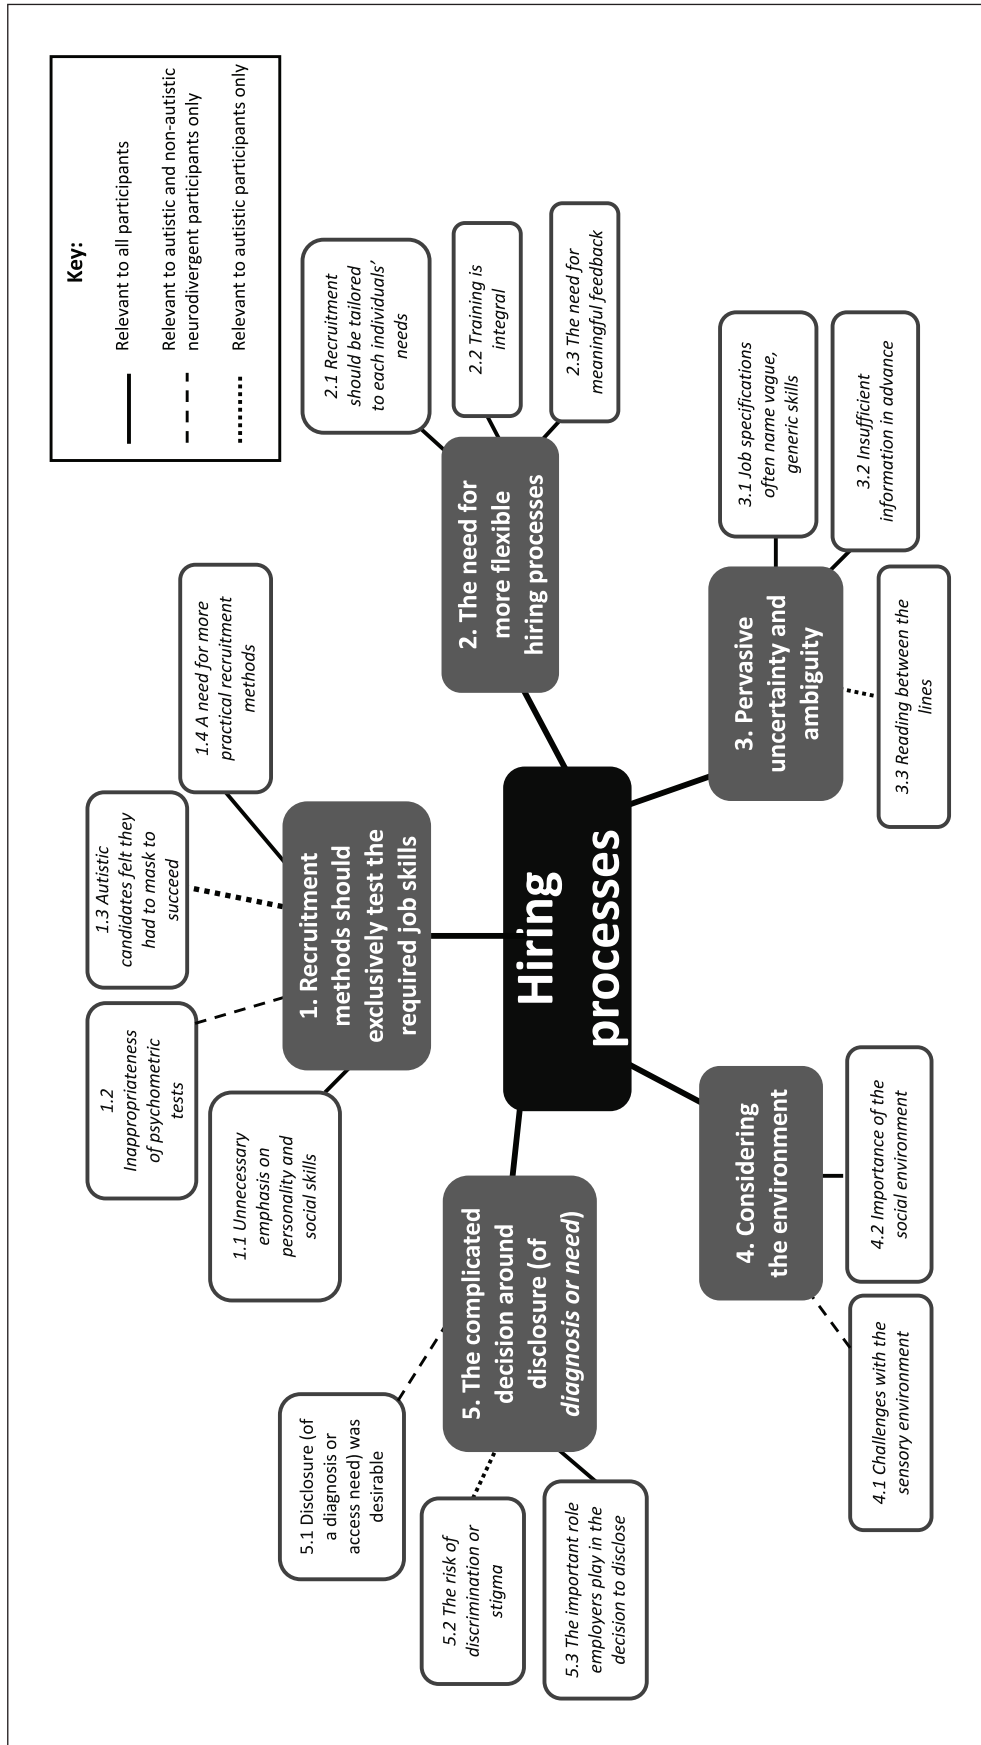 Key:
Relevant to all participants
Relevant to autistic and non-autistic
neurodivergent participants only
Relevant to autistic participants only
Hiring
processes
1. Recruitment
methods should
exclusively test the
required job skills
1.1 Unnecessary
emphasis on
personality and
social skills
1.2
Inappropriateness
of psychometric
tests
1.3 Autistic
candidates felt they
had to mask to
succeed
1.4 A need for more
practical recruitment
methods
2. The need for
more flexible
hiring processes
2.1 Recruitment
should be tailored
to each individuals’
needs
2.2 Training is
integral
2.3 The need for
meaningful feedback
3. Pervasive
uncertainty and
ambiguity
3.1 Job specifications
often name vague,
generic skills
3.2 Insufficient
information in advance
3.3 Reading between the
lines
4. Considering
the environment
4.1 Challenges with the
sensory environment
4.2 Importance of the
social environment
5. The complicated
decision around
disclosure (of
diagnosis or need)
5.1 Disclosure (of
a diagnosis or
access need) was
desirable
5.2 The risk of
discrimination or
stigma
5.3 The important role
employers play in the
decision to disclose